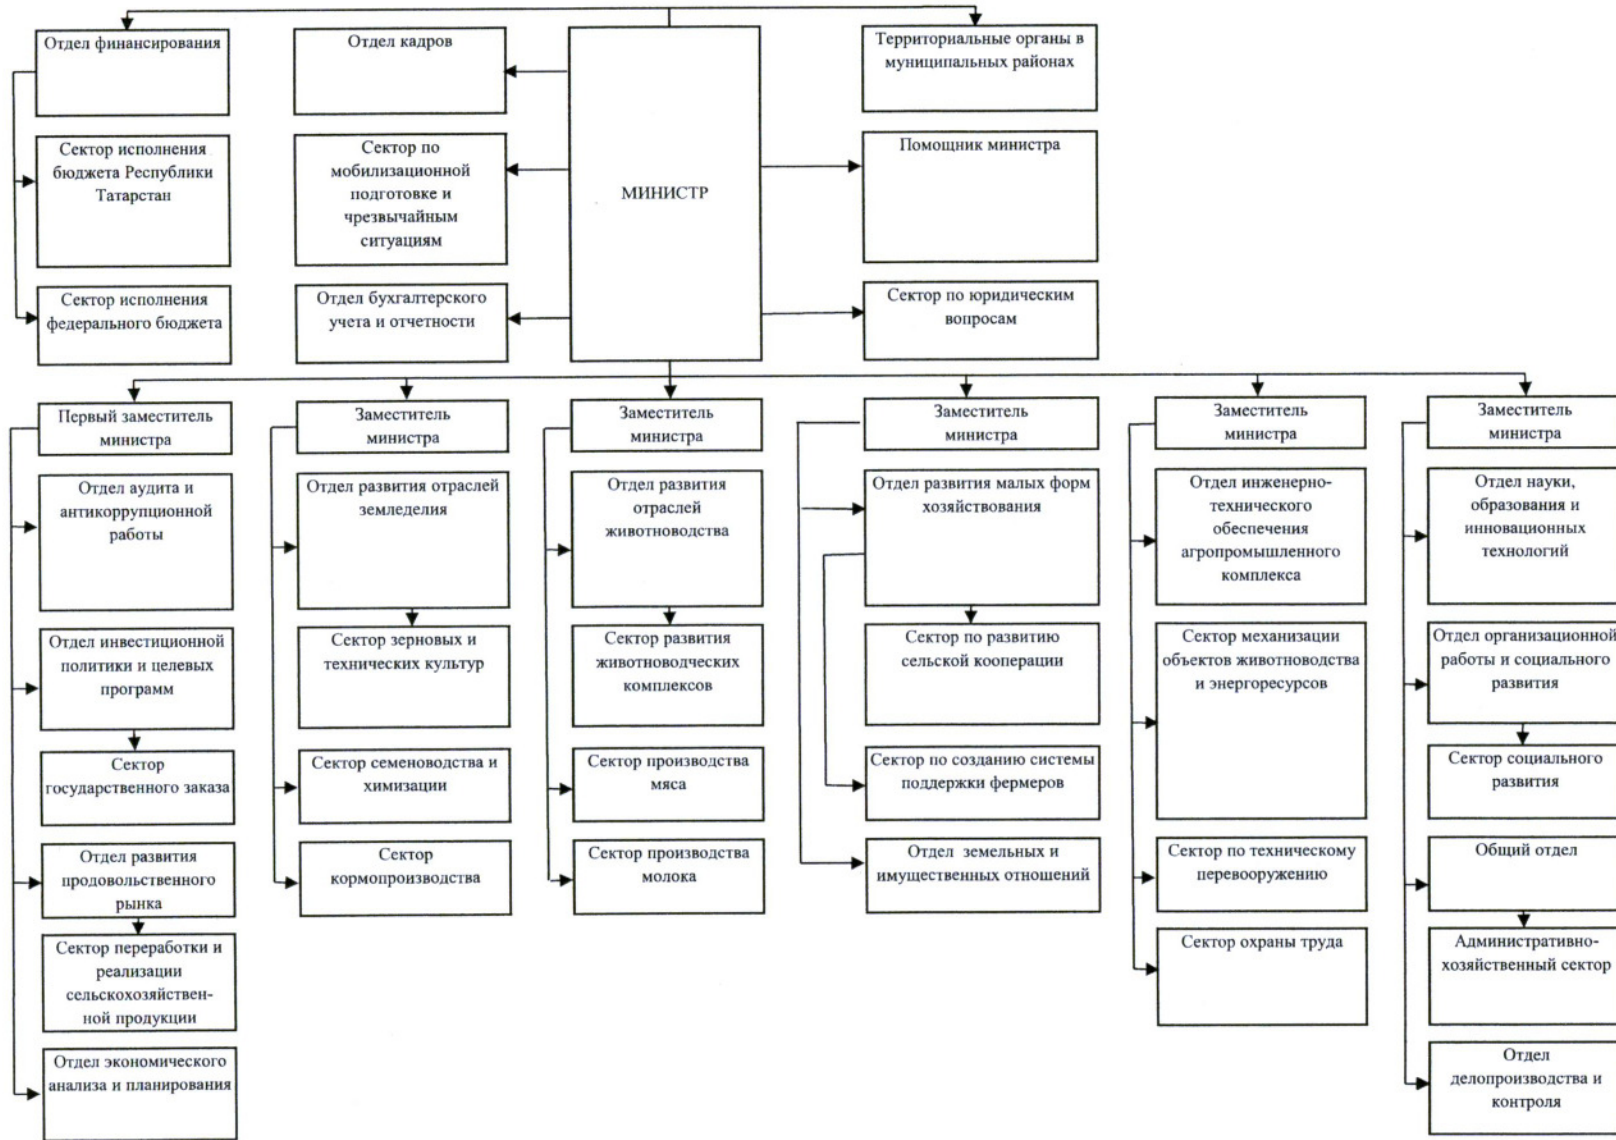 Отдел финансирования
Отдел кадров
Территориальные органы в
муниципальных районах
Сектор исполнения
бюджета Республики
Татарстан
Сектор по
мобилизационной
подготовке и
чрезвычайным
ситуациям
МИНИСТР
Помощник министра
Сектор исполнения
федерального бюджета
Отдел бухгалтерского
учета и отчетности
Сектор по юридическим
вопросам
Первый заместитель
министра
Заместитель
министра
Заместитель
министра
Заместитель
министра
Заместитель
министра
Заместитель
министра
Отдел аудита и
антикоррупционной
работы
Отдел развития отраслей
земледелия
Отдел развития
отраслей
животноводства
Отдел развития малых форм
хозяйствования
Отдел инженерно-
технического
обеспечения
агропромышленного
комплекса
Отдел науки,
образования и
инновационных
технологий
Отдел инвестиционной
политики и целевых
программ
Сектор зерновых и
технических культур
Сектор развития
животноводческих
комплексов
Сектор по развитию
сельской кооперации
Сектор механизации
объектов животноводства
и энергоресурсов
Отдел организационной
работы и социального
развития
Сектор
государственного заказа
Сектор семеноводства и
химизации
Сектор производства
мяса
Сектор по созданию системы
поддержки фермеров
Сектор социального
развития
Отдел развития
продовольственного
рынка
Сектор
кормопроизводства
Сектор производства
молока
Отдел земельных и
имущественных отношений
Сектор по техническому
перевооружению
Общий отдел
Сектор переработки и
реализации
сельскохозяйствен-
ной продукции
Сектор охраны труда
Административно-
хозяйственный сектор
Отдел экономического
анализа и планирования
Отдел
делопроизводства и
контроля